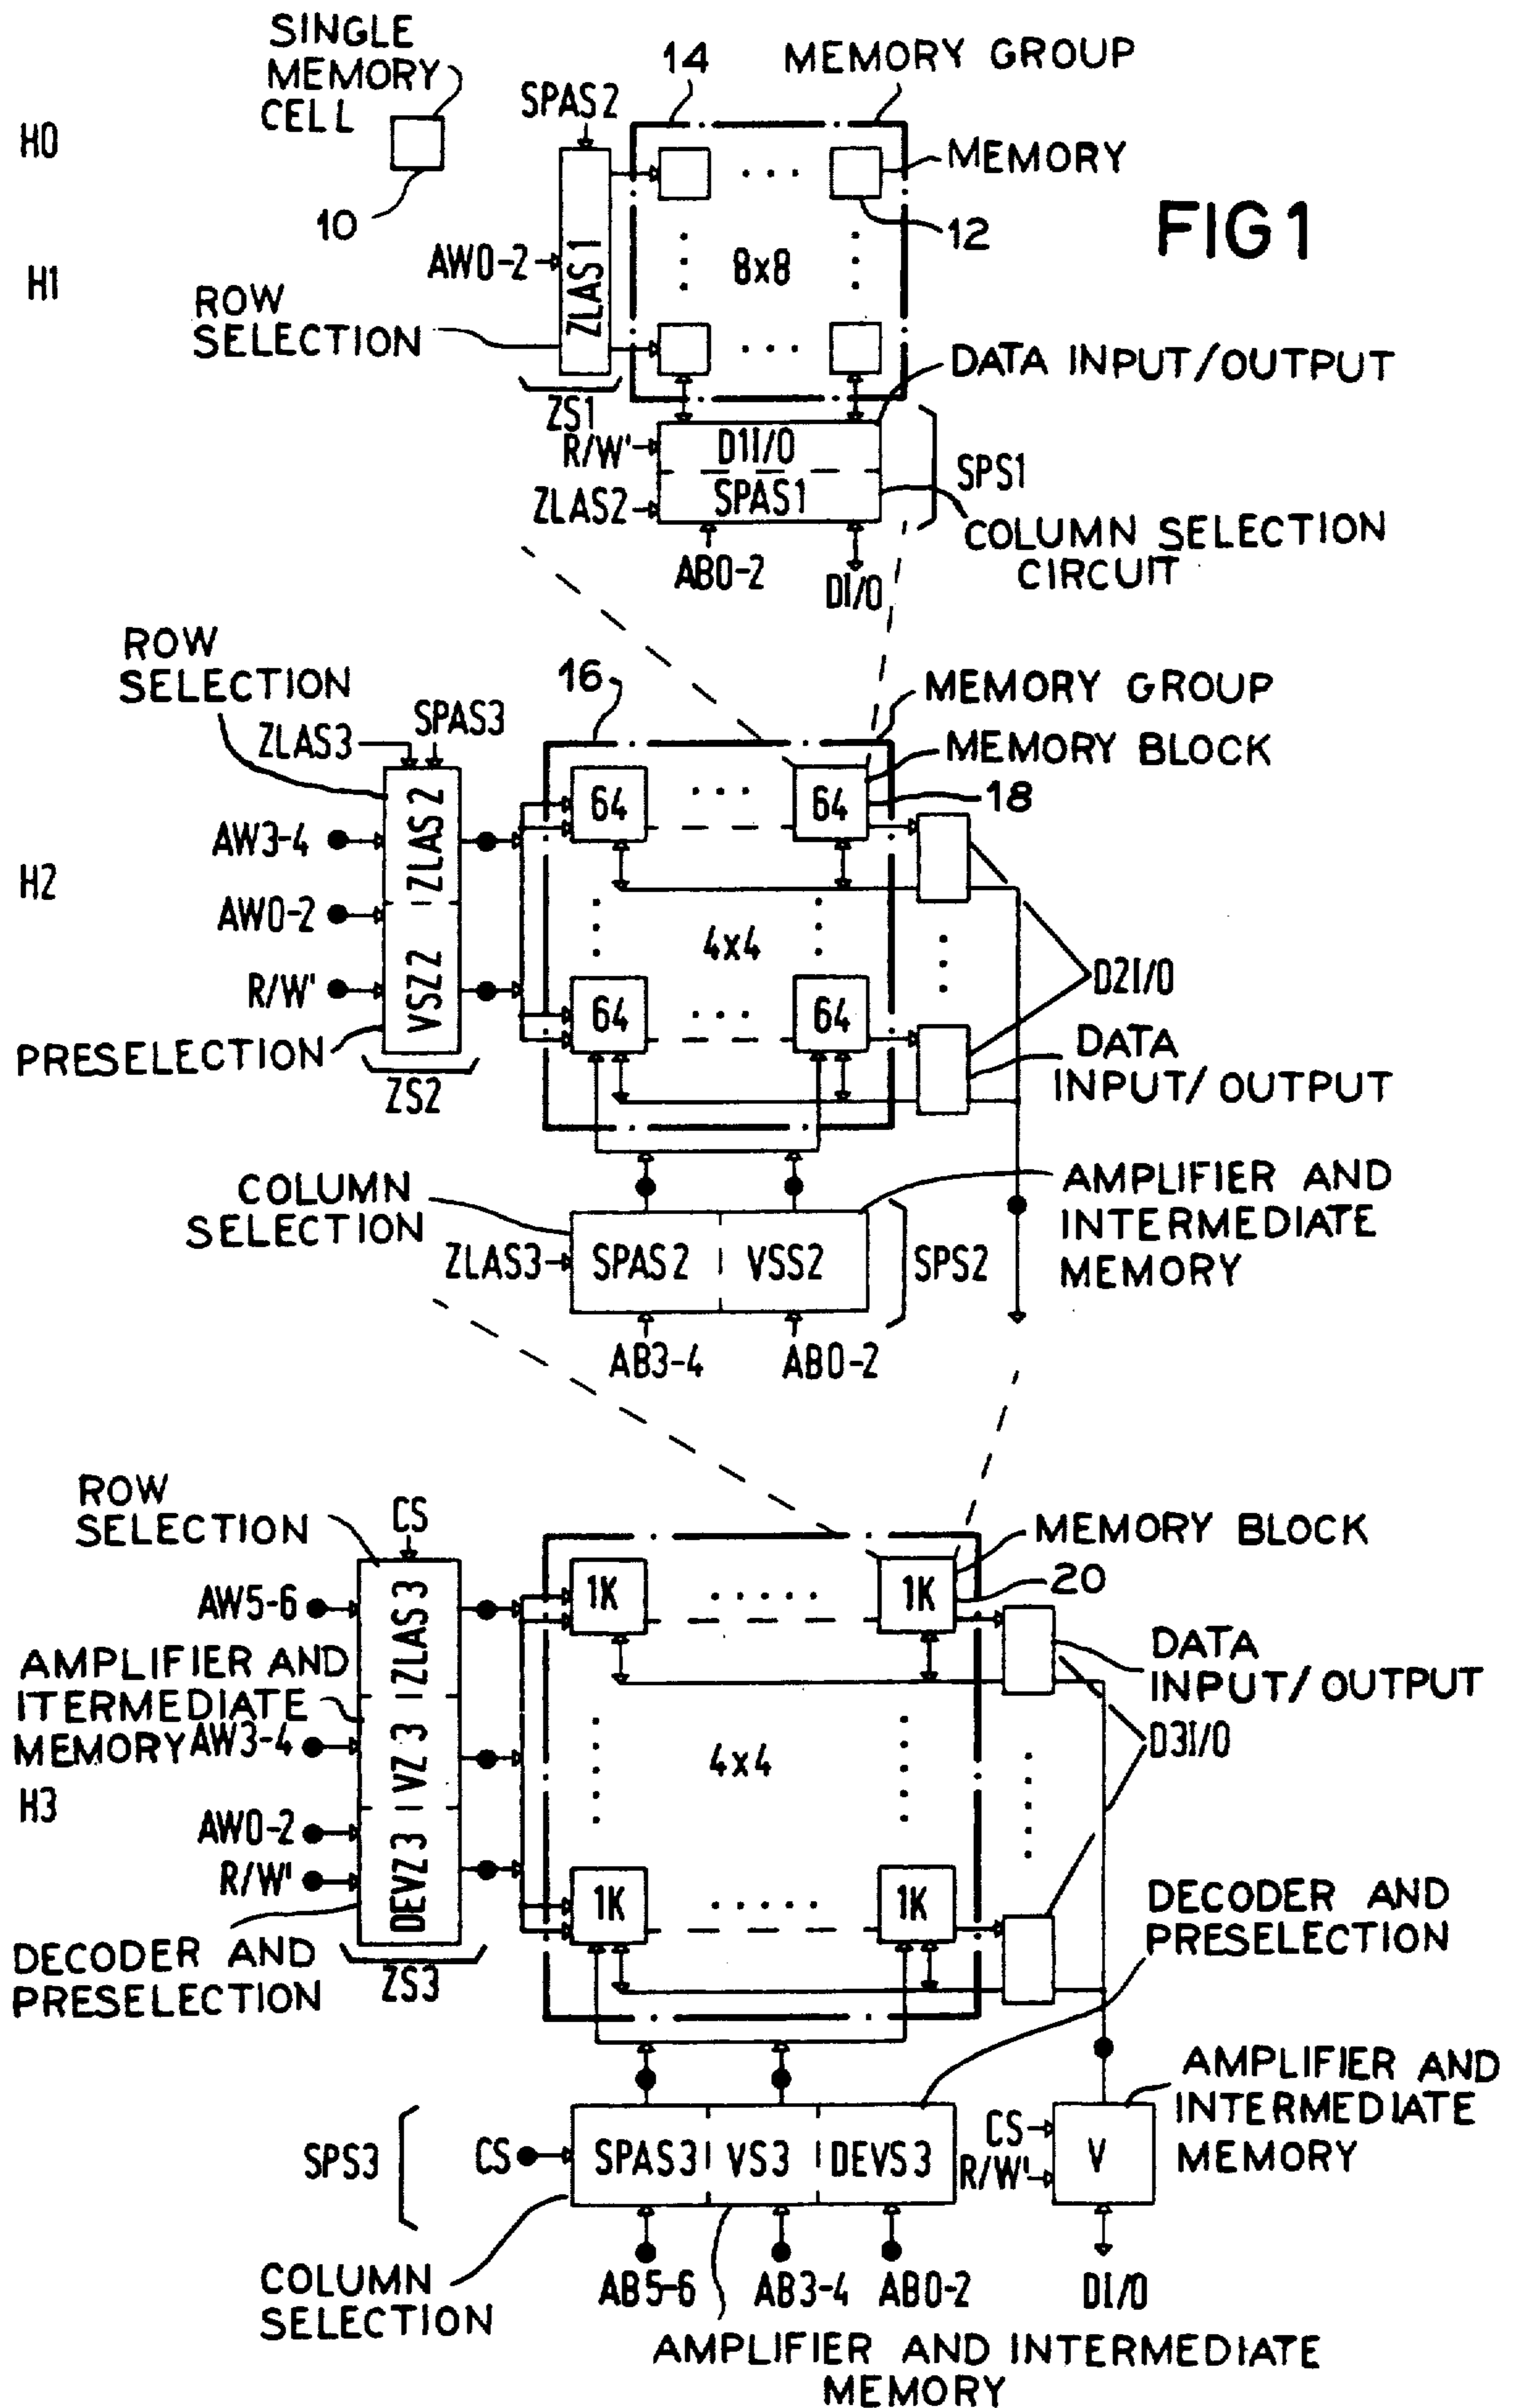 SINGLE
MEMORY
CELL
H0
10
SPAS2
14
MEMORY GROUP
MEMORY
12
FIG1
H1
AW0-2
ZLAS1
8x8
ROW
SELECTION
ZS1
DATA INPUT/OUTPUT
R/W'
D1I/O
ZLAS2
SPAS1
SPS1
COLUMN SELECTION
CIRCUIT
AB0-2
DI/O
ROW
SELECTION
ZLAS3
SPAS3
16
MEMORY GROUP
MEMORY BLOCK
64
64
18
AW3-4
ZLAS2
H2
AW0-2
4x4
D2I/O
R/W'
VSZ2
64
64
PRESELECTION
ZS2
DATA
INPUT/OUTPUT
COLUMN
SELECTION
AMPLIFIER AND
INTERMEDIATE
MEMORY
ZLAS3
SPAS2
VSS2
SPS2
AB3-4
AB0-2
ROW
SELECTION
CS
MEMORY BLOCK
1K
1K
20
AW5-6
ZLAS3
DATA
INPUT/OUTPUT
AMPLIFIER AND
ITERMEDIATE
MEMORY
AW3-4
VZ3
4x4
D3I/O
H3
AW0-2
R/W'
DEVZ3
1K
1K
DECODER AND
PRESELECTION
DECODER AND
PRESELECTION
ZS3
AMPLIFIER AND
INTERMEDIATE
MEMORY
SPS3
CS
SPAS3
VS3
DEVS3
CS
R/W'
V
COLUMN
SELECTION
AB5-6
AB3-4
AB0-2
DI/O
AMPLIFIER AND INTERMEDIATE
MEMORY